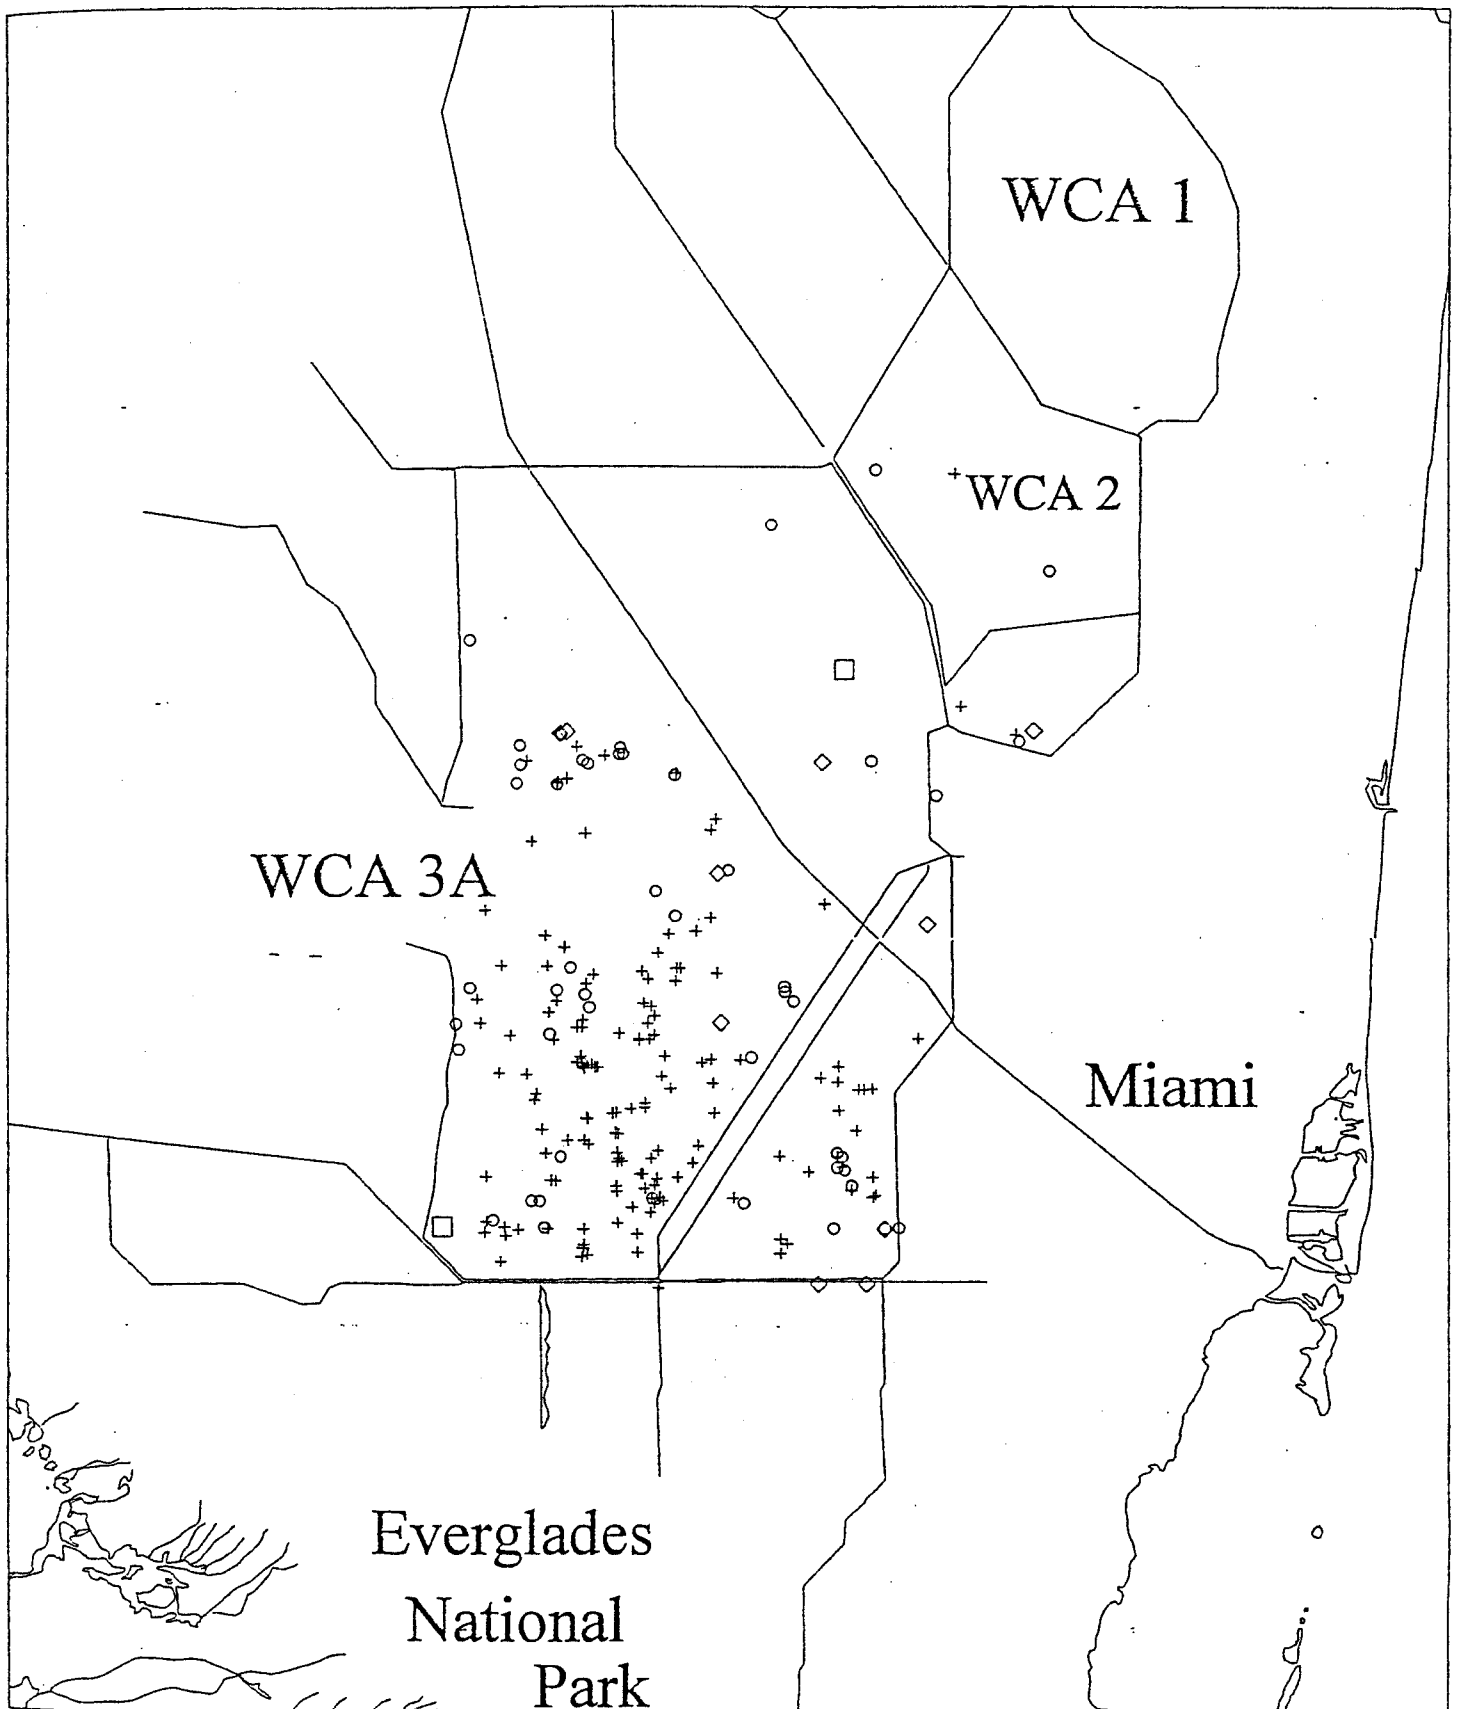 WCA 1
WCA 2
WCA 3A
Miami
Everglades
National
Park